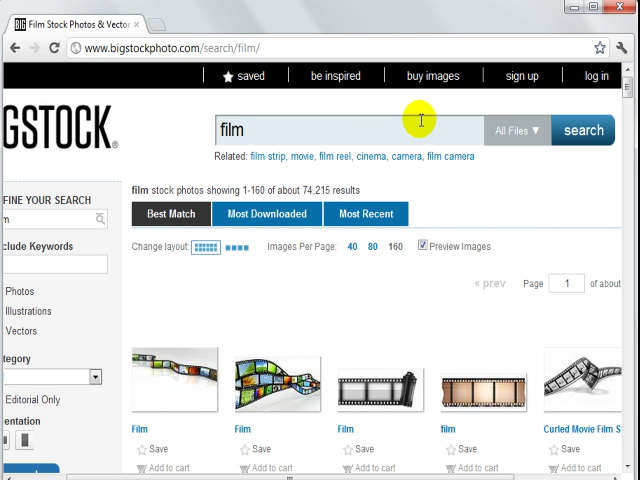 BIG Film Stock Photos & Vector
www.bigstockphoto.com/search/film/
saved be inspired buy images sign up log in
GSTOCK®
film All Files ▼ search
Related: film strip, movie, film reel, cinema, camera, film camera
film stock photos showing 1-160 of about 74,215 results
FINE YOUR SEARCH
m
clude Keywords
Photos
Illustrations
Vectors
tegory
Editorial Only
entation
Best Match Most Downloaded Most Recent
Change layout: Images Per Page: 40 80 160 Preview Images
« prev Page 1 of about
Film Film Film film Curled Movie Film S
Save Save Save Save Save
Add to cart Add to cart Add to cart Add to cart Add to cart